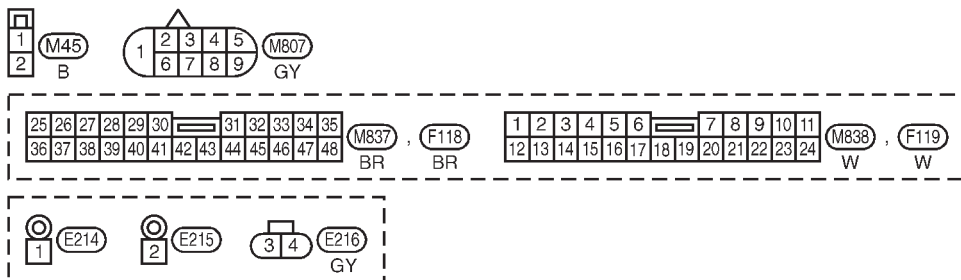 1 M45
2 B
1 2 3 4 5 M807
6 7 8 9 GY
25 26 27 28 29 30 31 32 33 34 35
36 37 38 39 40 41 42 43 44 45 46 47 48
M837 , F118
BR BR
1 2 3 4 5 6 7 8 9 10 11
12 13 14 15 16 17 18 19 20 21 22 23 24
M838 , F119
W W
1 E214
2 E215
3 4 E216
GY